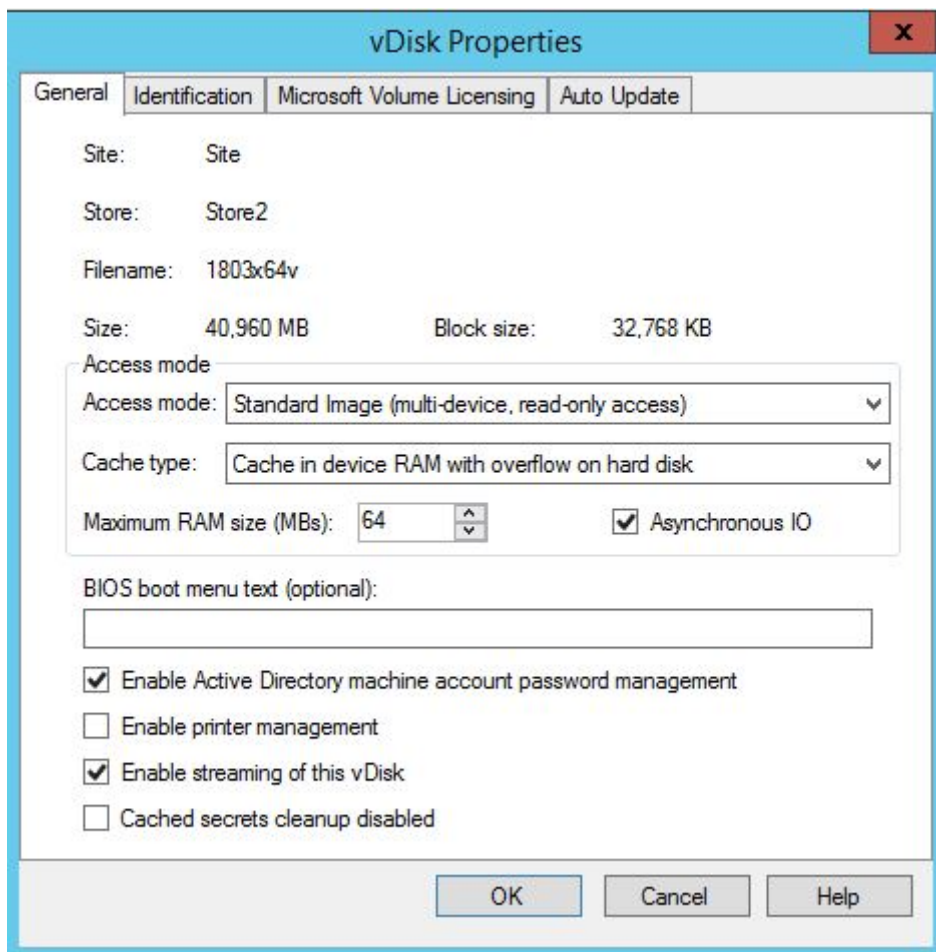 vDisk Properties
x
General Identification Microsoft Volume Licensing Auto Update
Site: Site
Store: Store2
Filename: 1803x64v
Size: 40,960 MB Block size: 32,768 KB
Access mode
Access mode: Standard Image (multi-device, read-only access)
Cache type: Cache in device RAM with overflow on hard disk
Maximum RAM size (MBs): 64 Asynchronous IO
BIOS boot menu text (optional):
Enable Active Directory machine account password management
Enable printer management
Enable streaming of this vDisk
Cached secrets cleanup disabled
OK Cancel Help